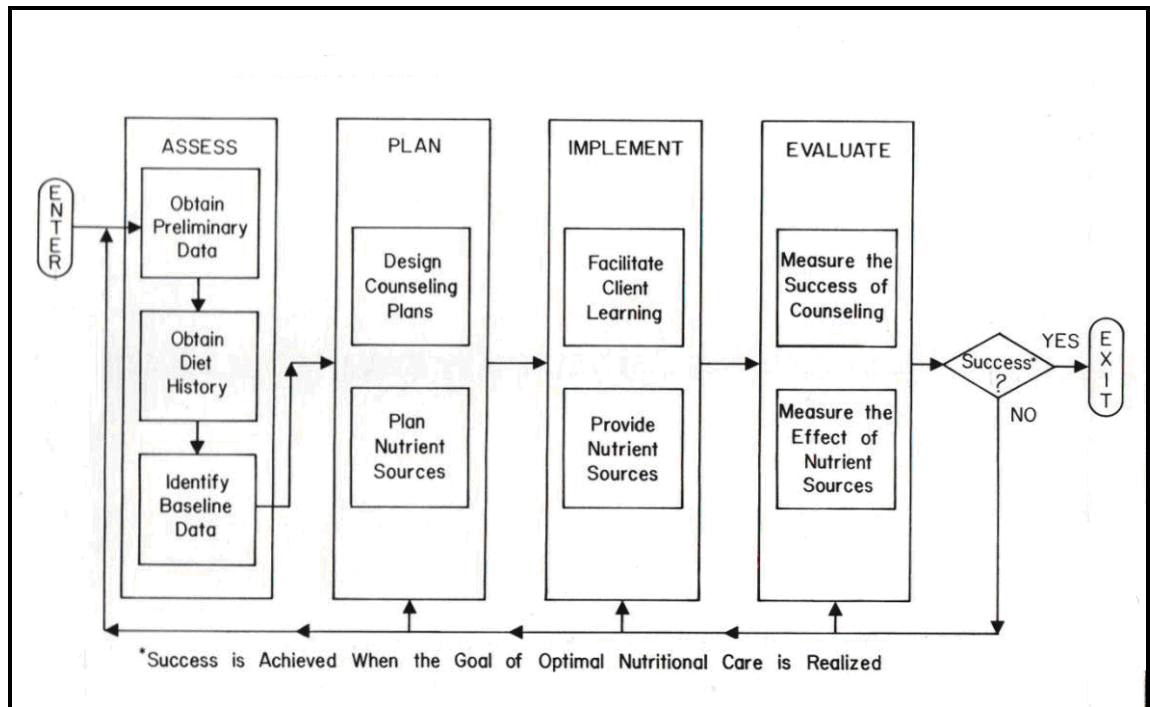 ENTER
ASSESS
Obtain
Preliminary
Data
Obtain
Diet
History
Identify
Baseline
Data
PLAN
Design
Counseling
Plans
Plan
Nutrient
Sources
IMPLEMENT
Facilitate
Client
Learning
Provide
Nutrient
Sources
EVALUATE
Measure the
Success of
Counseling
Measure the
Effect of
Nutrient
Sources
Success*
?
YES
NO
EXIT
*Success is Achieved When the Goal of Optimal Nutritional Care is Realized